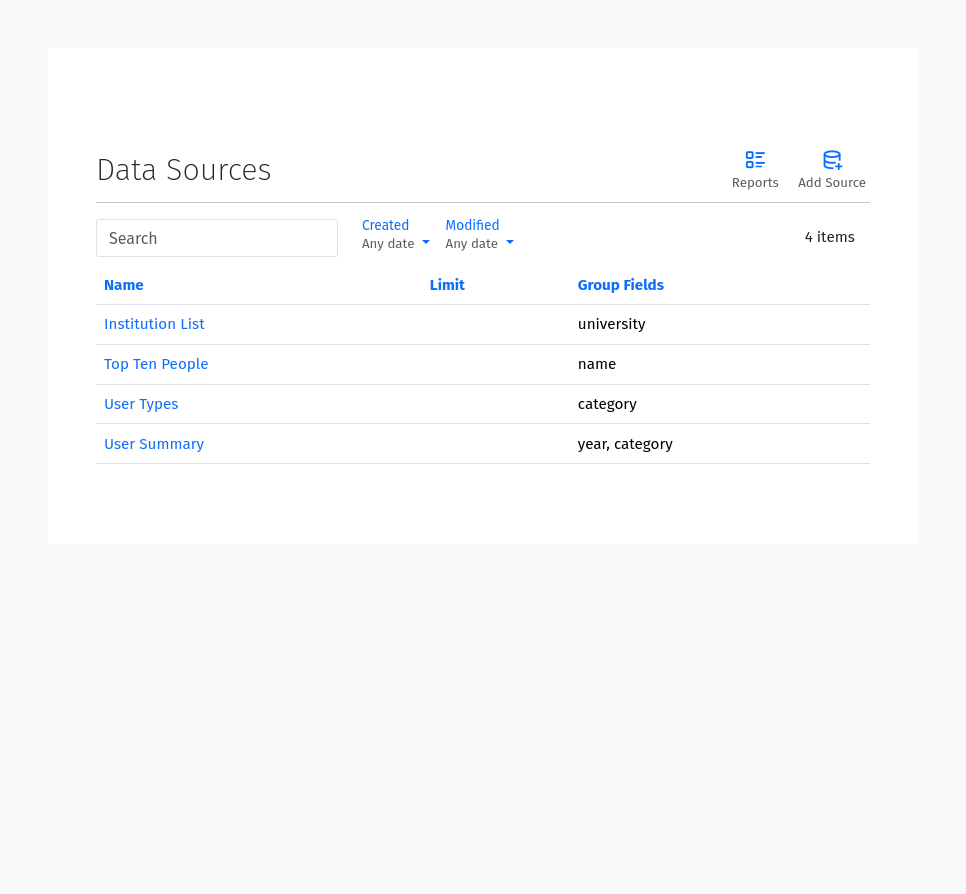 Data Sources
Reports
Add Source
Search
Created
Any date
Modified
Any date
4 items
Name Limit Group Fields
Institution List university
Top Ten People name
User Types category
User Summary year, category